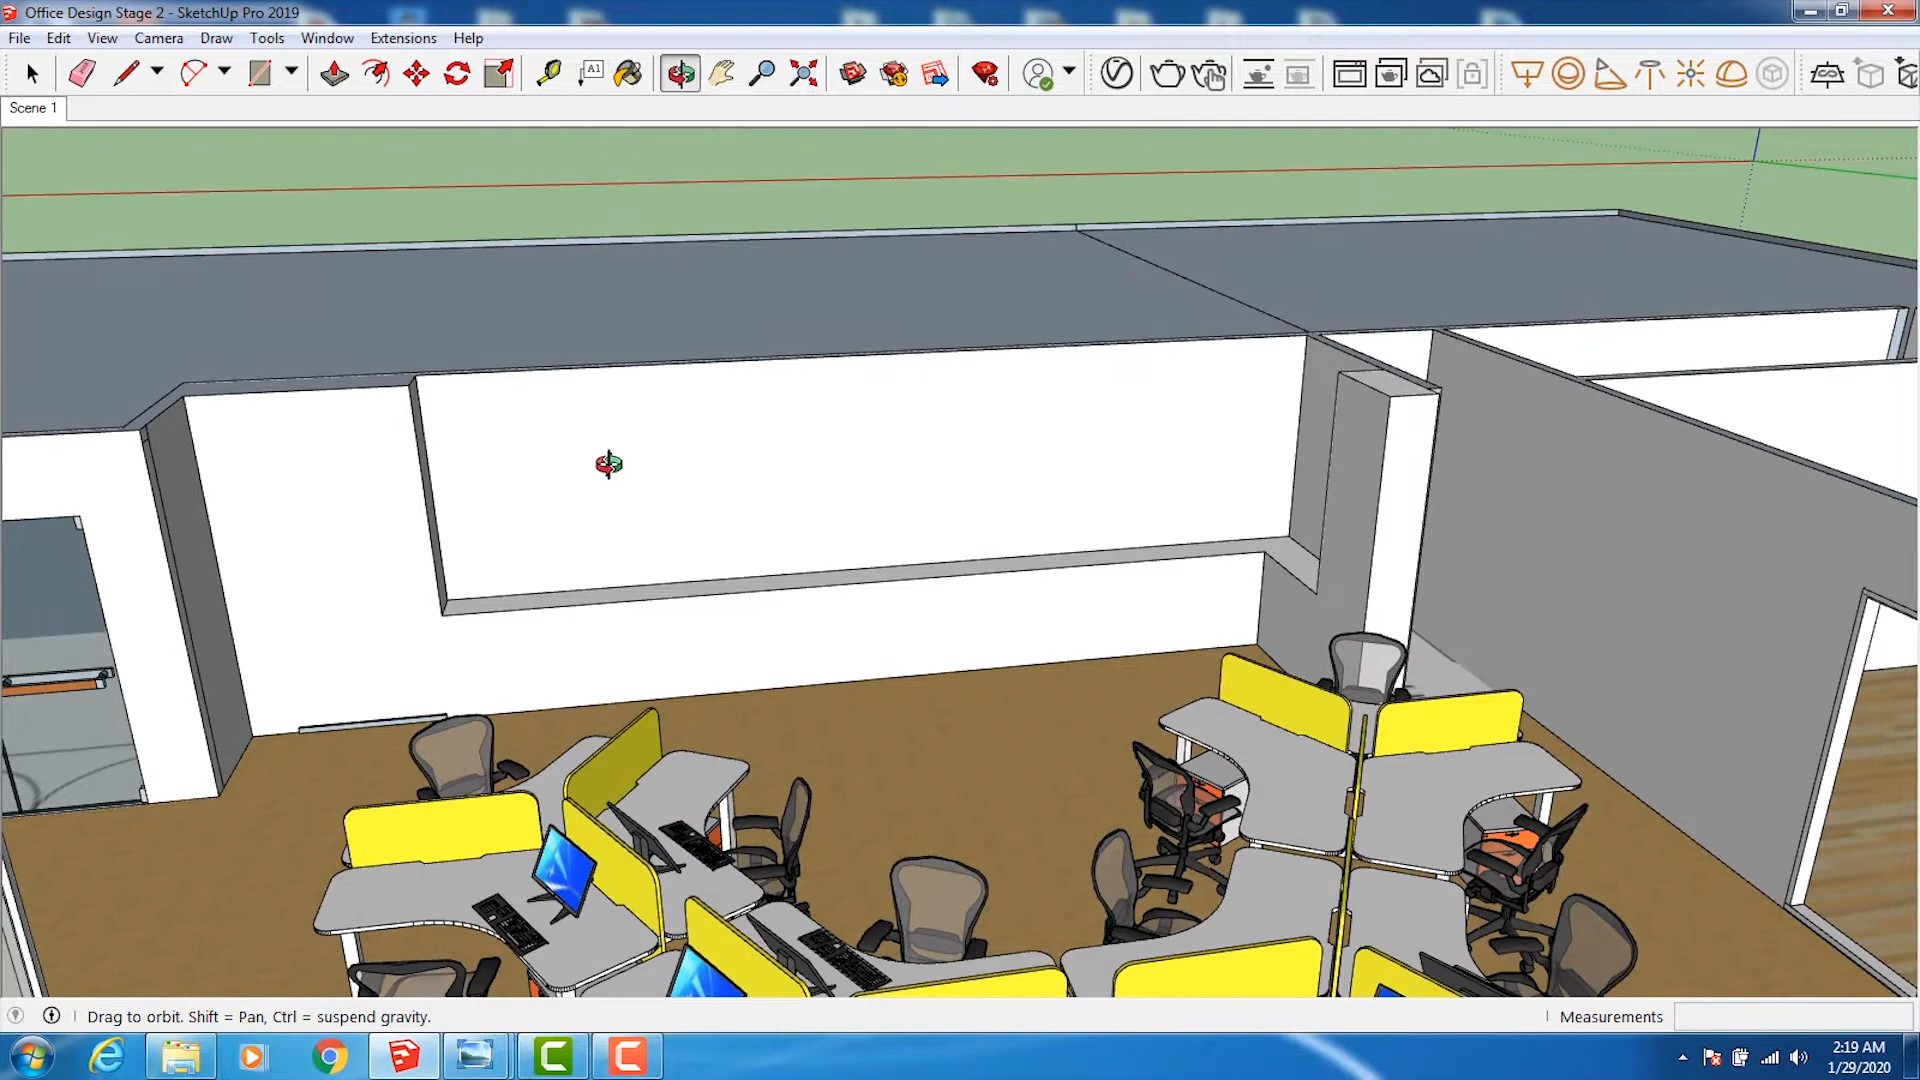 Office Design Stage 2 - SketchUp Pro 2019
File Edit View Camera Draw Tools Window Extensions Help
A1
Scene 1
Drag to orbit. Shift = Pan, Ctrl = suspend gravity.
Measurements
2:19 AM
1/29/2020